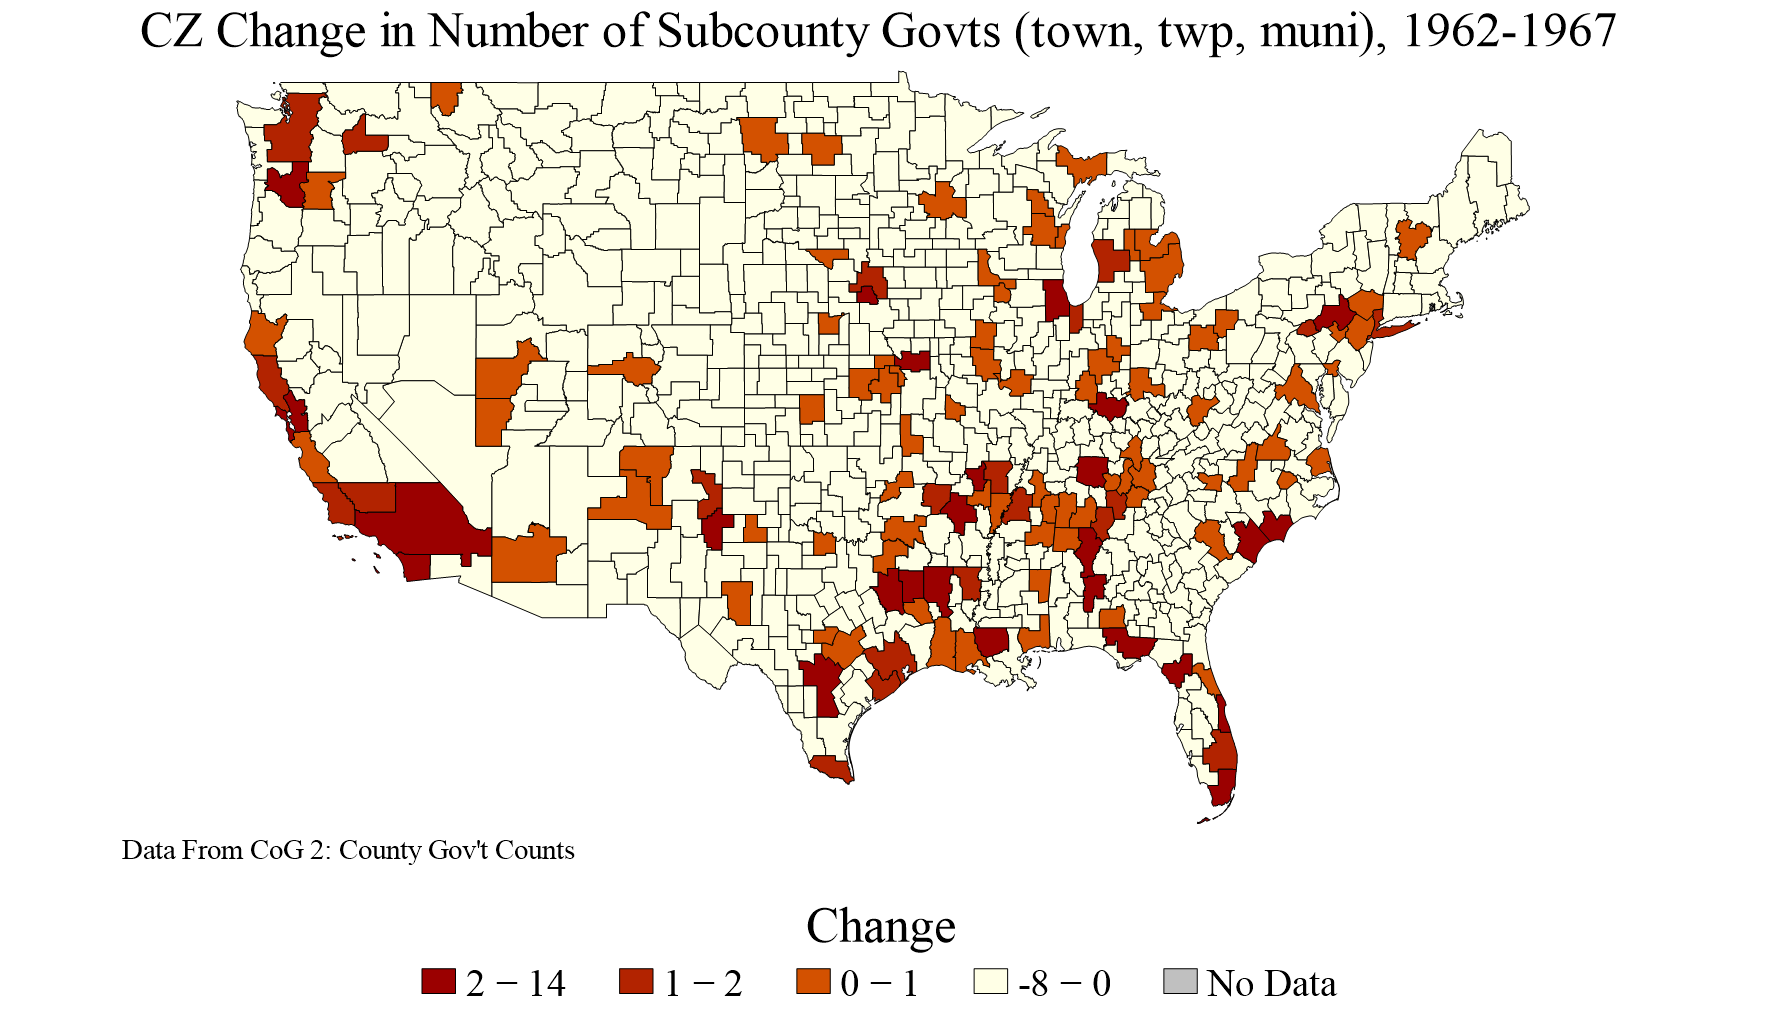 CZ Change in Number of Subcounty Govts (town, twp, muni), 1962-1967
Data From CoG 2: County Gov't Counts
Change
2 − 14 1 − 2 0 − 1 -8 − 0 No Data